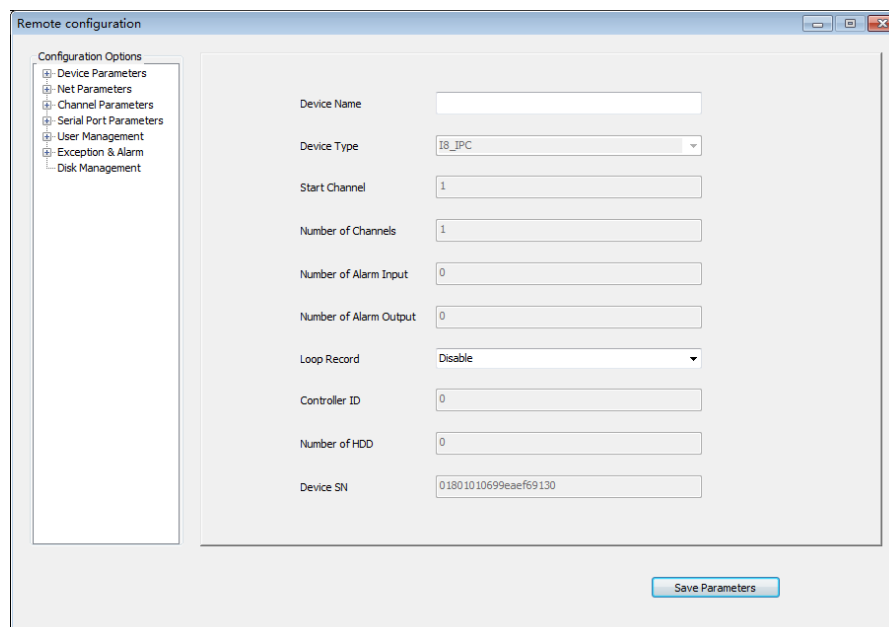 Remote configuration
Configuration Options
Device Parameters
Net Parameters
Channel Parameters
Serial Port Parameters
User Management
Exception & Alarm
Disk Management
Device Name
Device Type I8_IPC
Start Channel 1
Number of Channels 1
Number of Alarm Input 0
Number of Alarm Output 0
Loop Record Disable
Controller ID 0
Number of HDD 0
Device SN 01801010699eaef69130
Save Parameters